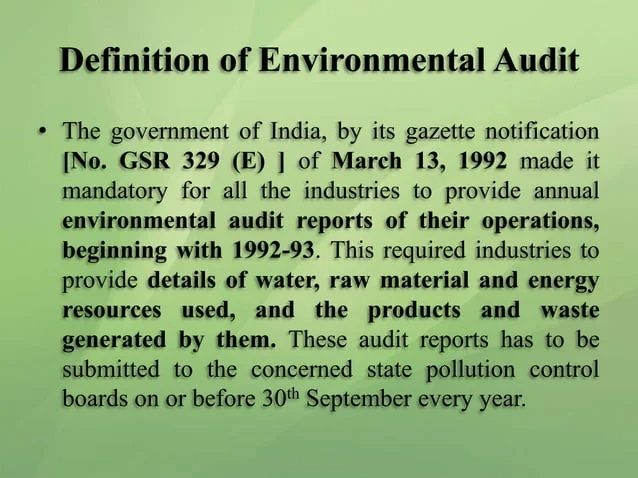 Definition of Environmental Audit
• The government of India, by its gazette notification
[No. GSR 329 (E) ] of March 13, 1992 made it
mandatory for all the industries to provide annual
environmental audit reports of their operations,
beginning with 1992-93. This required industries to
provide details of water, raw material and energy
resources used, and the products and waste
generated by them. These audit reports has to be
submitted to the concerned state pollution control
boards on or before 30th September every year.